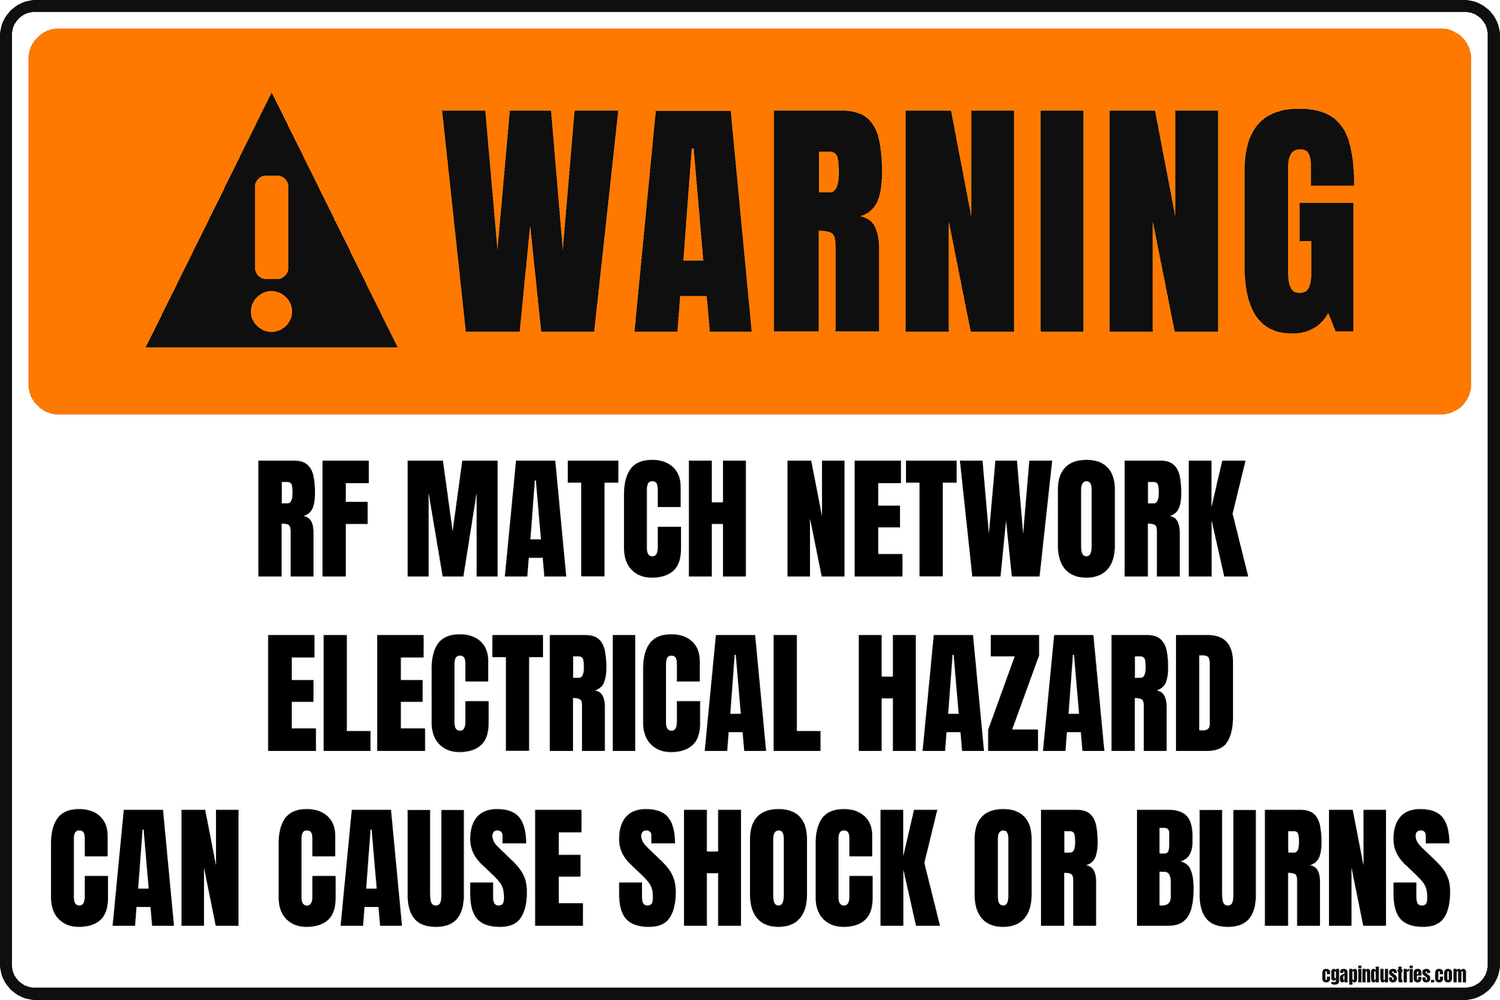 WARNING
RF MATCH NETWORK
ELECTRICAL HAZARD
CAN CAUSE SHOCK OR BURNS
cgapindustries.com